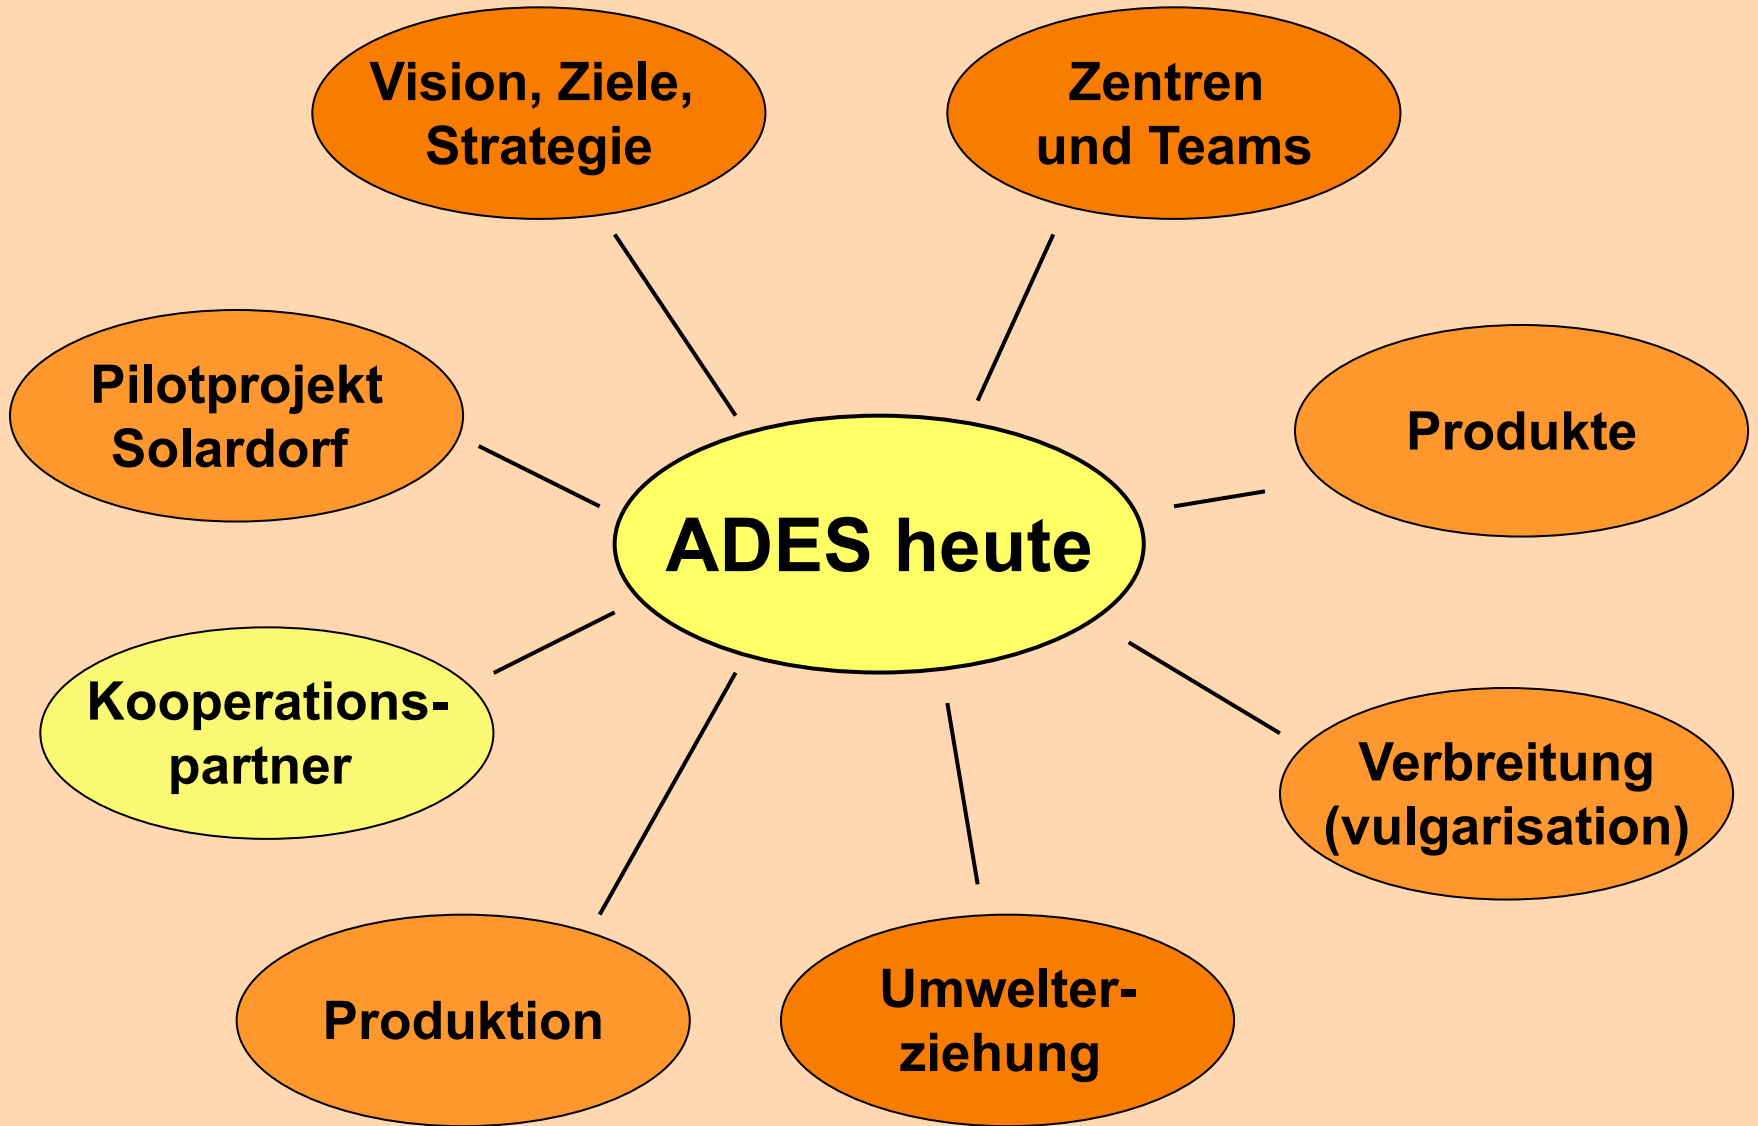 Vision, Ziele,
Strategie
Zentren
und Teams
Pilotprojekt
Solardorf
Produkte
ADES heute
Kooperations-
partner
Verbreitung
(vulgarisation)
Produktion
Umwelter-
ziehung